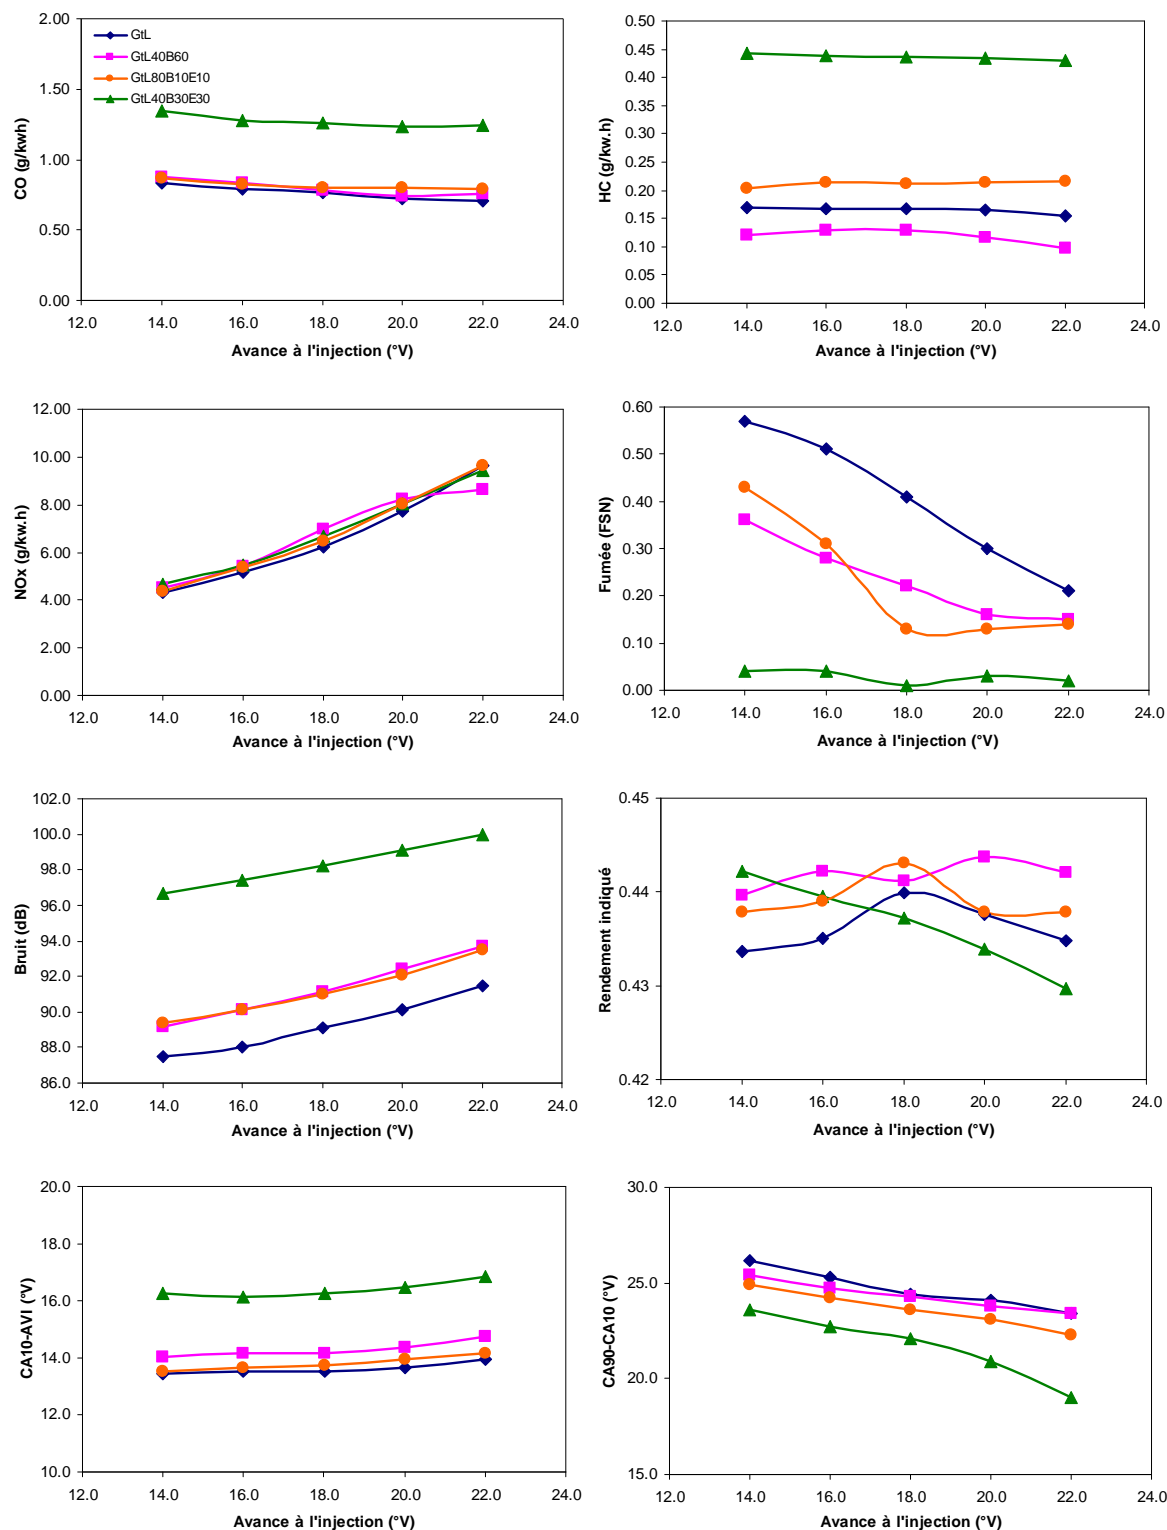 CO (g/kwh)
2.00
1.50
1.00
0.50
0.00
GtL
GtL40B60
GtL80B10E10
GtL40B30E30
12.0 14.0 16.0 18.0 20.0 22.0 24.0
Avance à l'injection (°V)
HC (g/kw.h)
0.50
0.45
0.40
0.35
0.30
0.25
0.20
0.15
0.10
0.05
0.00
12.0 14.0 16.0 18.0 20.0 22.0 24.0
Avance à l'injection (°V)
NOx (g/kw.h)
12.00
10.00
8.00
6.00
4.00
2.00
0.00
12.0 14.0 16.0 18.0 20.0 22.0 24.0
Avance à l'injection (°V)
Fumée (FSN)
0.60
0.50
0.40
0.30
0.20
0.10
0.00
12.0 14.0 16.0 18.0 20.0 22.0 24.0
Avance à l'injection (°V)
Bruit (dB)
102.0
100.0
98.0
96.0
94.0
92.0
90.0
88.0
86.0
12.0 14.0 16.0 18.0 20.0 22.0 24.0
Avance à l'injection (°V)
Rendement indiqué
0.45
0.44
0.43
0.42
12.0 14.0 16.0 18.0 20.0 22.0 24.0
Avance à l'injection (°V)
CA10-AVI (°V)
20.0
18.0
16.0
14.0
12.0
10.0
12.0 14.0 16.0 18.0 20.0 22.0 24.0
Avance à l'injection (°V)
CA90-CA10 (°V)
30.0
25.0
20.0
15.0
12.0 14.0 16.0 18.0 20.0 22.0 24.0
Avance à l'injection (°V)